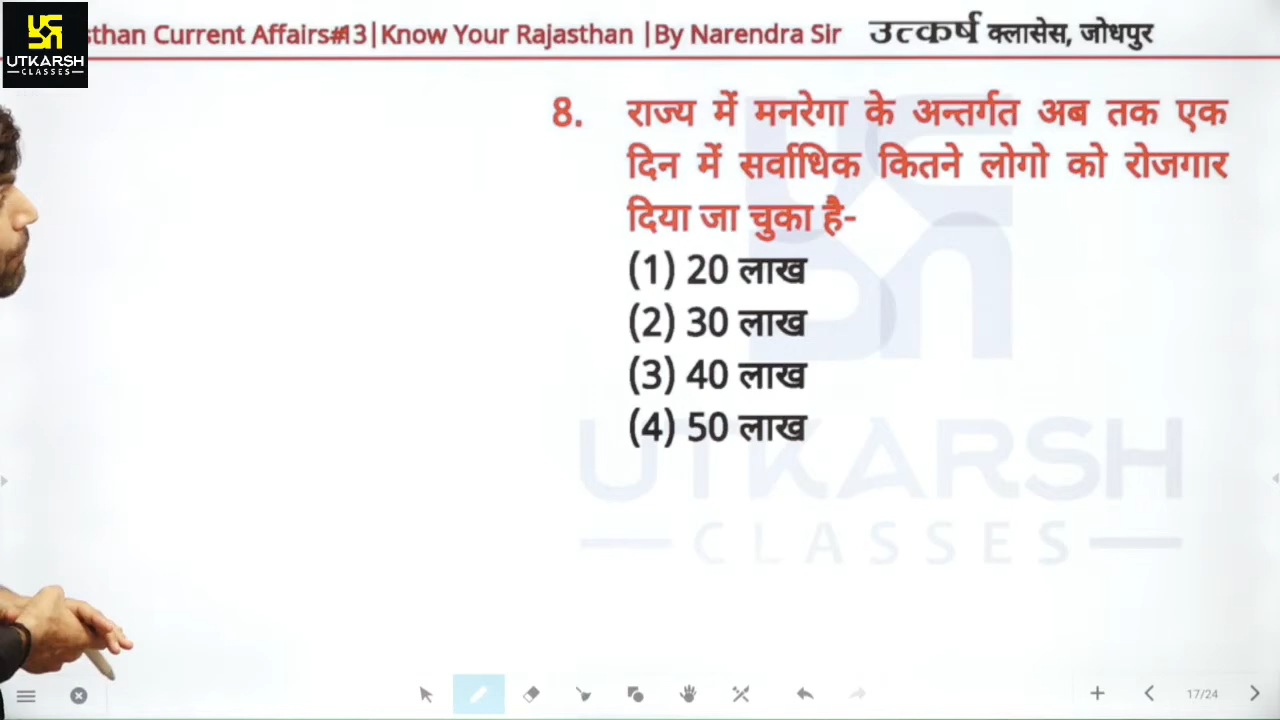 sthan Current Affairs#13|Know Your Rajasthan |By Narendra Sir उत्कर्ष क्लासेस, जोधपुर
UTKARSH
CLASSES
8. राज्य में मनरेगा के अन्तर्गत अब तक एक
दिन में सर्वाधिक कितने लोगो को रोजगार
दिया जा चुका है-
(1) 20 लाख
(2) 30 लाख
(3) 40 लाख
(4) 50 लाख
UTKARSH
CLASSES
17/24